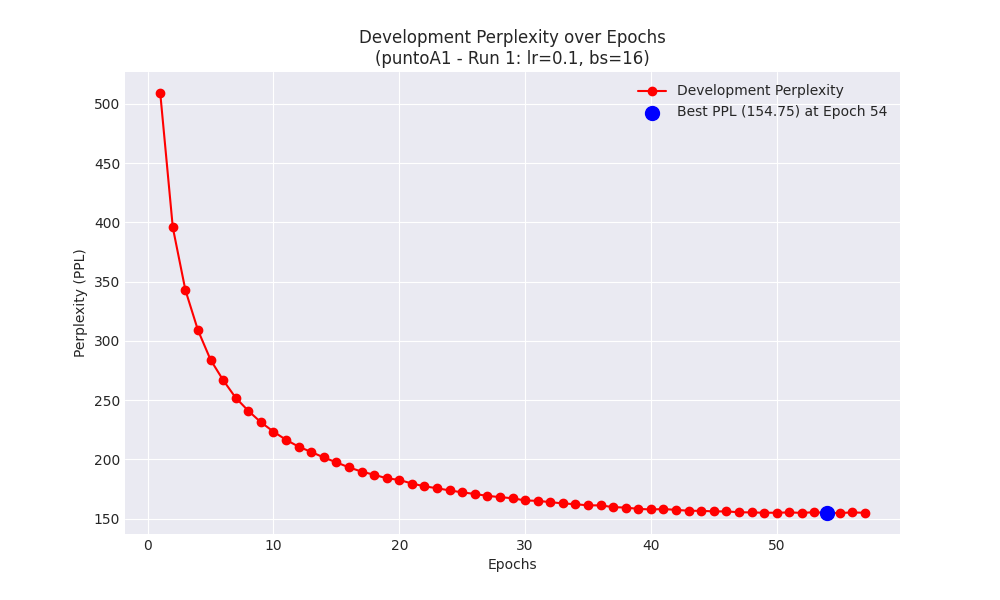 Development Perplexity over Epochs
(puntoA1 - Run 1: lr=0.1, bs=16)
Development Perplexity
Best PPL (154.75) at Epoch 54
Perplexity (PPL)
500
450
400
350
300
250
200
150
0 10 20 30 40 50
Epochs